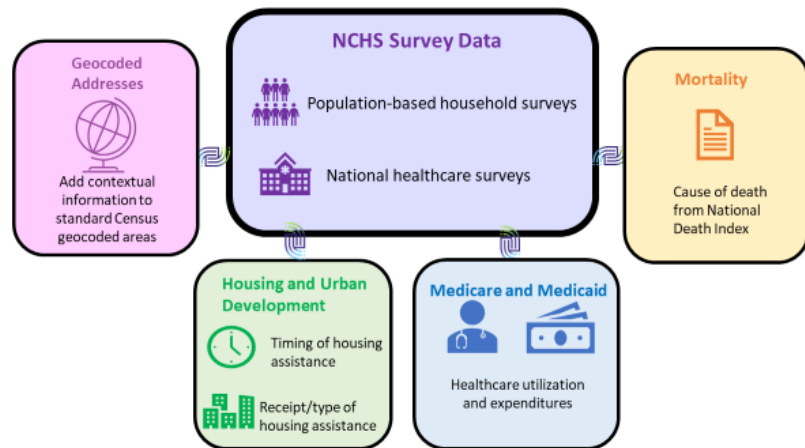 NCHS Survey Data
Population-based household surveys
National healthcare surveys
Geocoded
Addresses
Add contextual
information to
standard Census
geocoded areas
Mortality
Cause of death
from National
Death Index
Housing and Urban
Development
Timing of housing
assistance
Receipt/type of
housing assistance
Medicare and Medicaid
Healthcare utilization
and expenditures